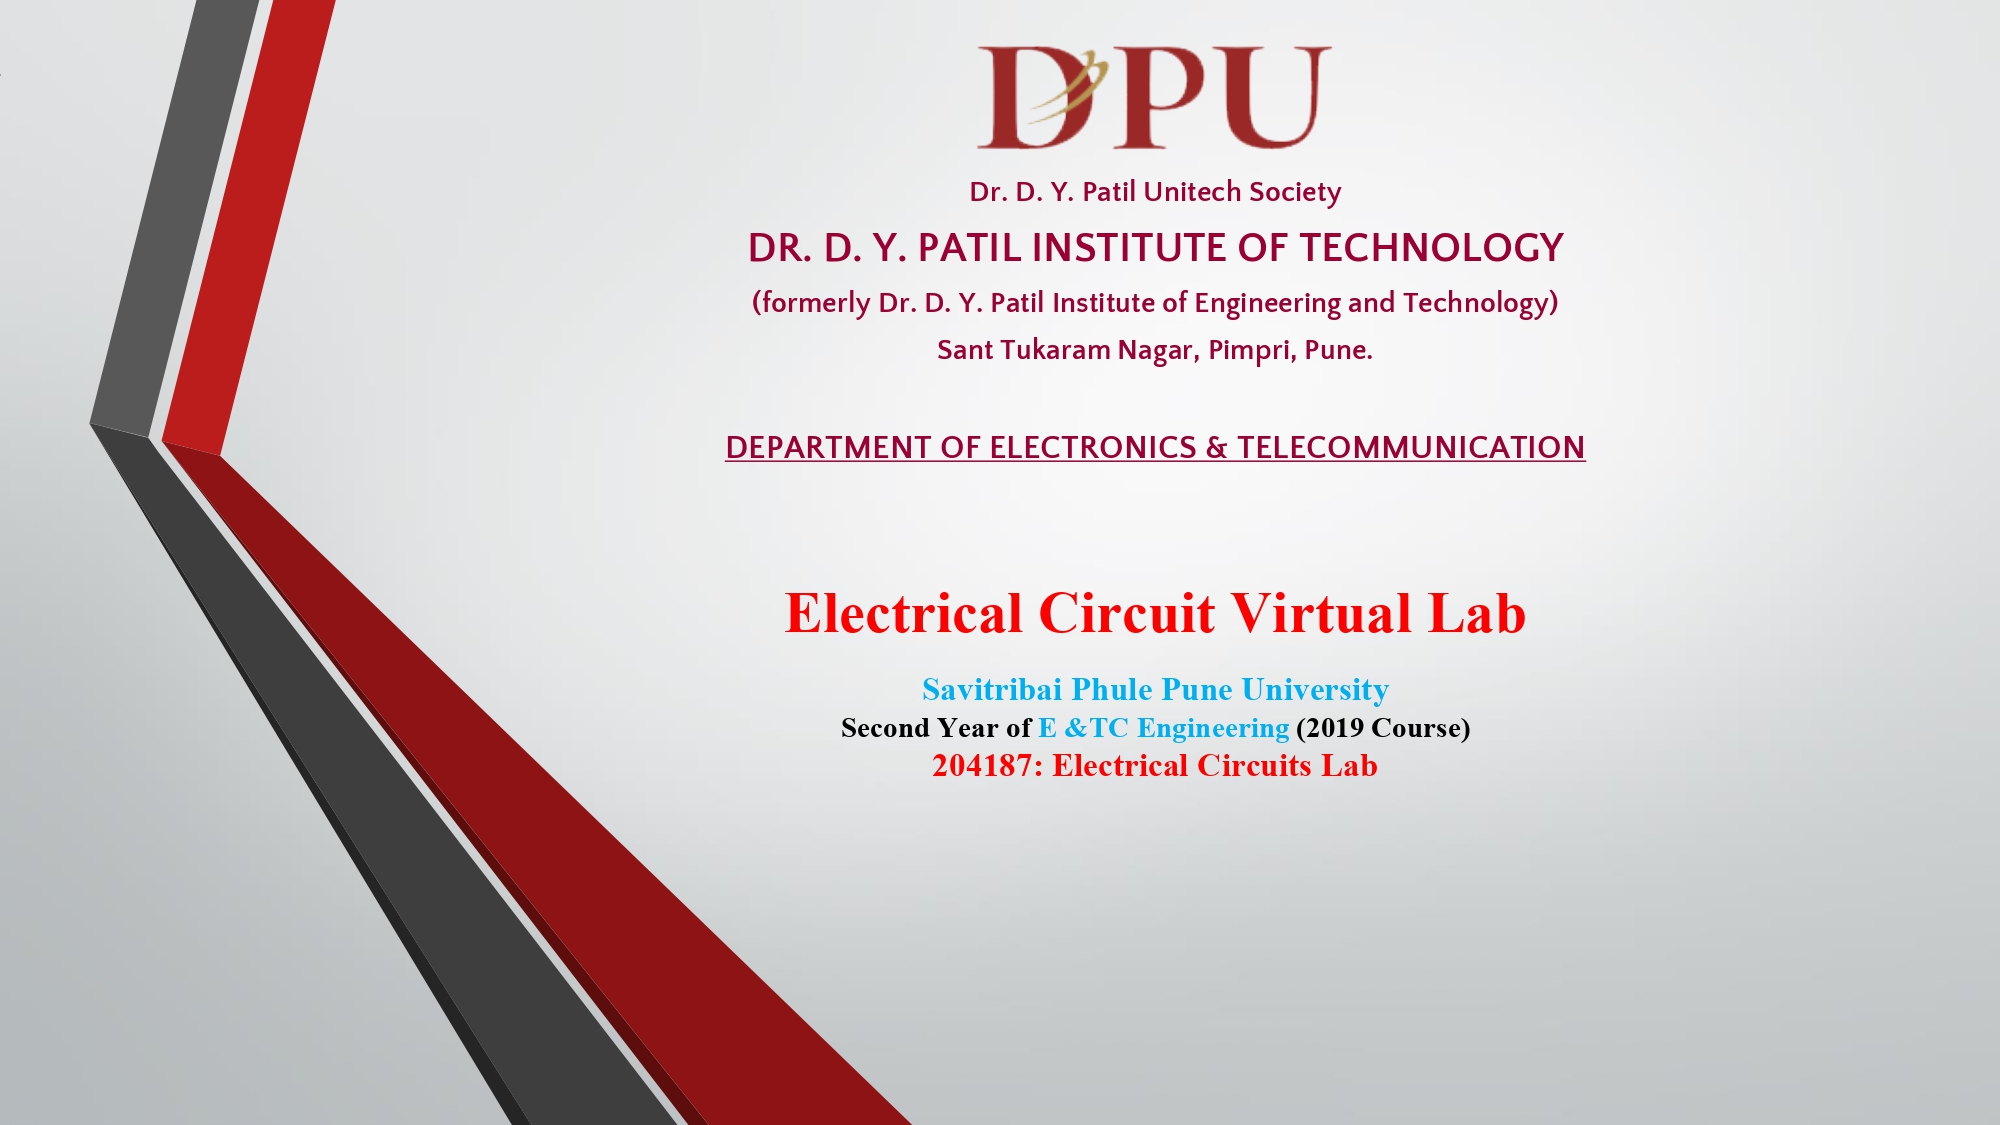 DPU
Dr. D. Y. Patil Unitech Society
DR. D. Y. PATIL INSTITUTE OF TECHNOLOGY
(formerly Dr. D. Y. Patil Institute of Engineering and Technology)
Sant Tukaram Nagar, Pimpri, Pune.
DEPARTMENT OF ELECTRONICS & TELECOMMUNICATION
Electrical Circuit Virtual Lab
Savitribai Phule Pune University
Second Year of E &TC Engineering (2019 Course)
204187: Electrical Circuits Lab